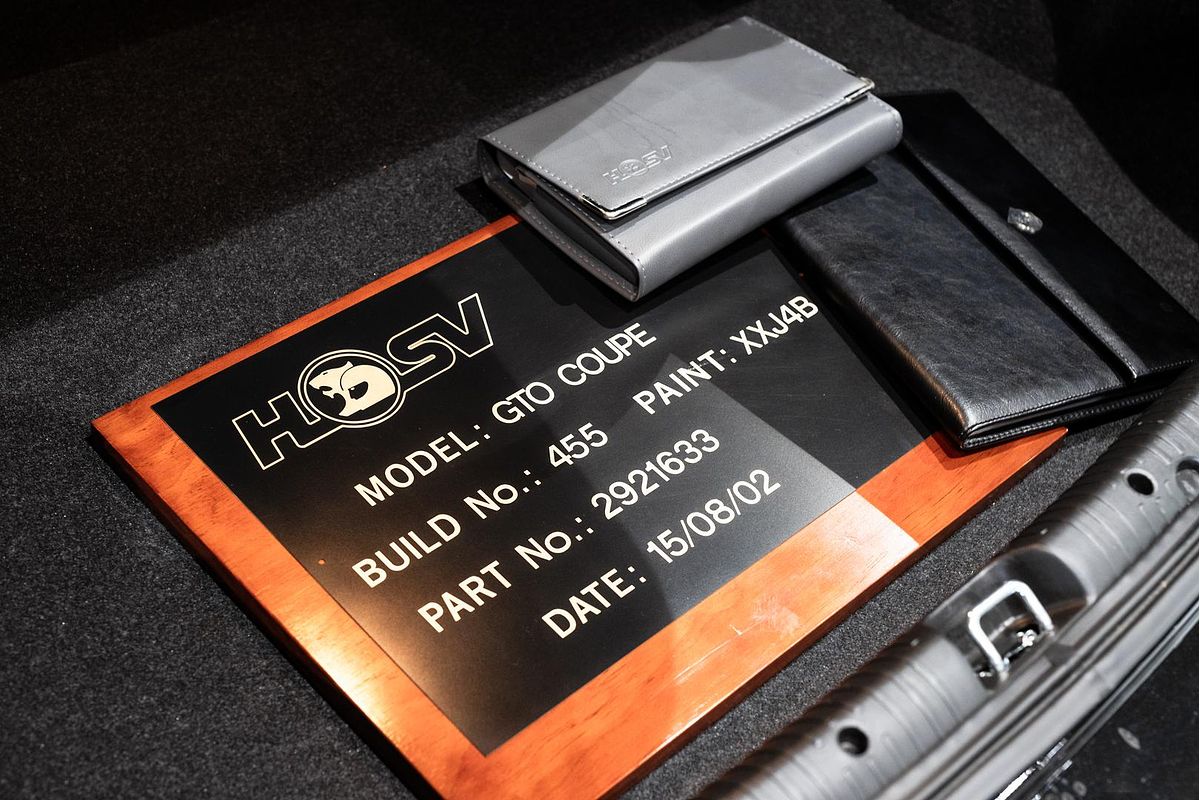 HSV
HSV
MODEL: GTO COUPE
BUILD No.: 455 PAINT: XXJ4B
PART No.: 2921633
DATE: 15/08/02